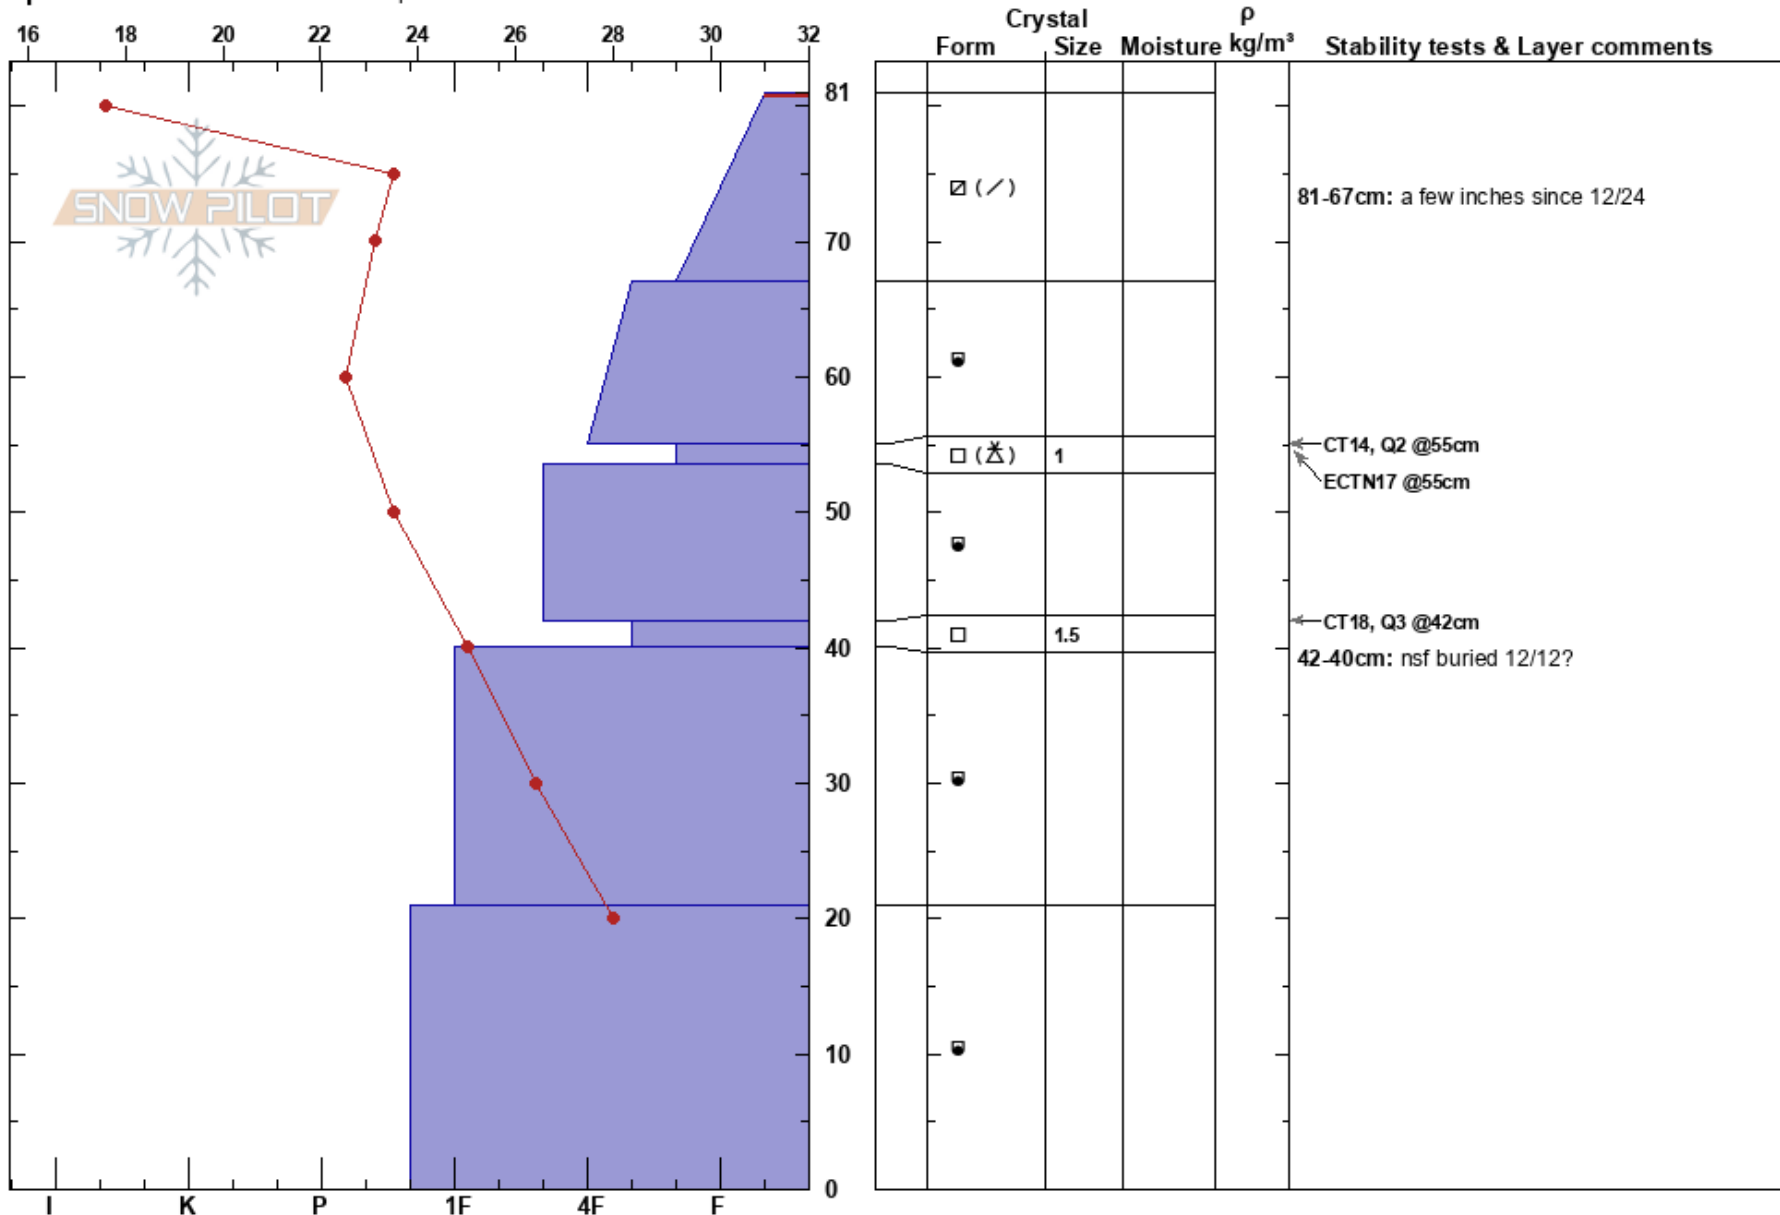 16 18 20 22 24 26 28 30 32
Crystal
ρ
Form Size Moisture kg/m³ Stability tests & Layer comments
81
SNOW PILOT
81-67cm: a few inches since 12/24
70
60
CT14, Q2 @55cm
1
ECTN17 @55cm
50
CT18, Q3 @42cm
1.5
40
42-40cm: nsf buried 12/12?
30
20
10
0
I K P 1F 4F F